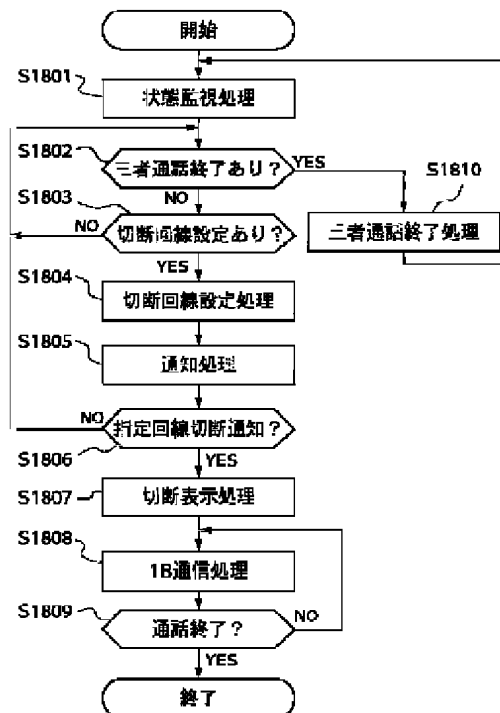 開始
S1801
状態監視処理
S1802
三者通話終了あり？
YES
NO
S1810
三者通話終了処理
S1803
切断回線設定あり？
NO
YES
S1804
切断回線設定処理
S1805
通知処理
NO
指定回線切断通知？
S1806
YES
S1807
切断表示処理
S1808
1B通信処理
S1809
通話終了？
NO
YES
終了